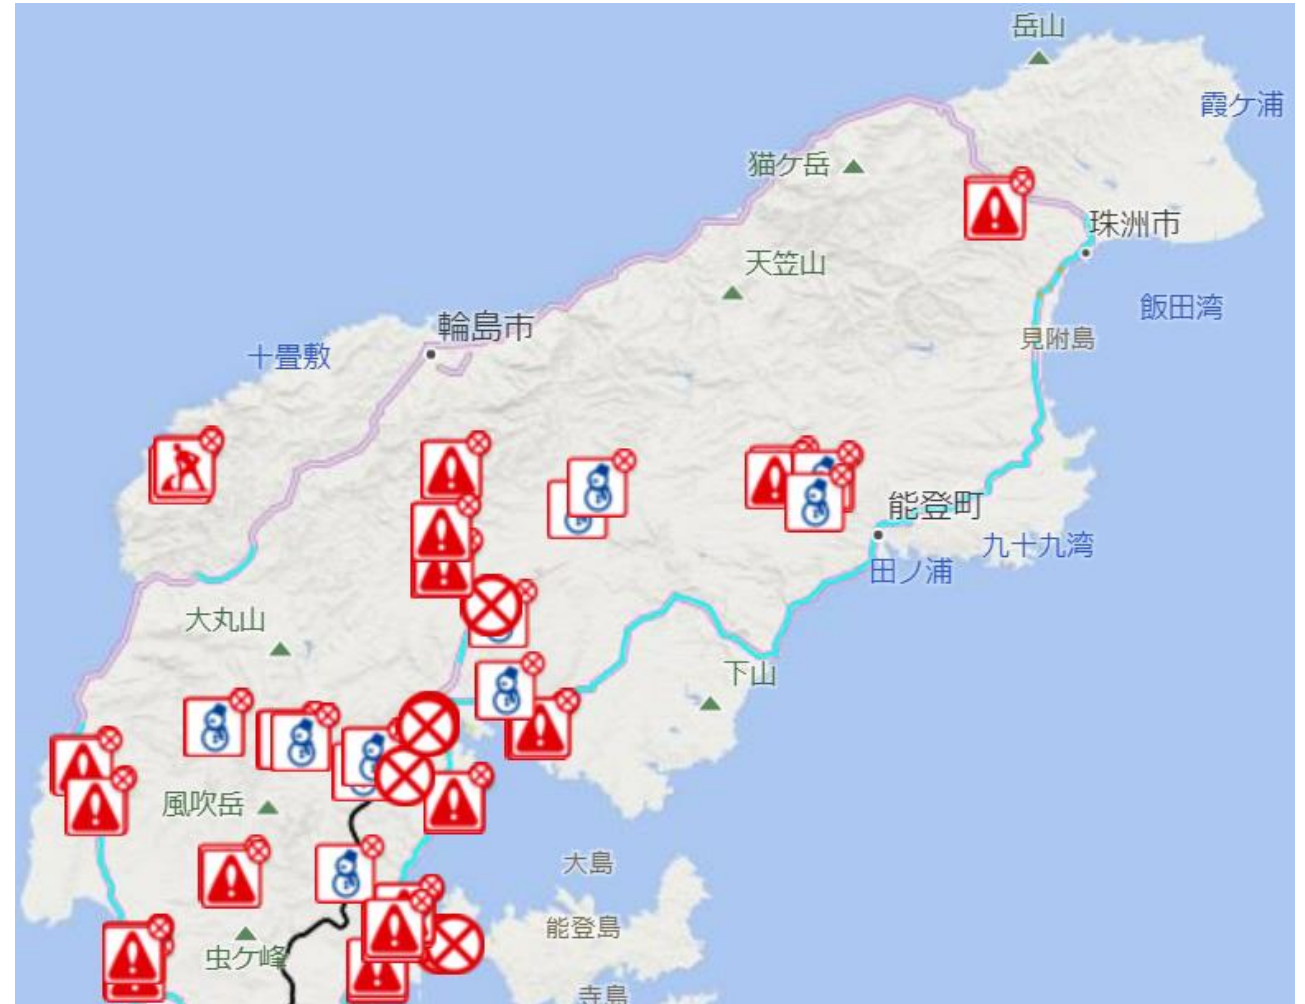 岳山
霞ケ浦
猫ケ岳
珠洲市
天笠山
飯田湾
輪島市
見附島
十畳敷
能登町
九十九湾
田ノ浦
大丸山
下山
風吹岳
大島
能登島
虫ケ峰
寺島